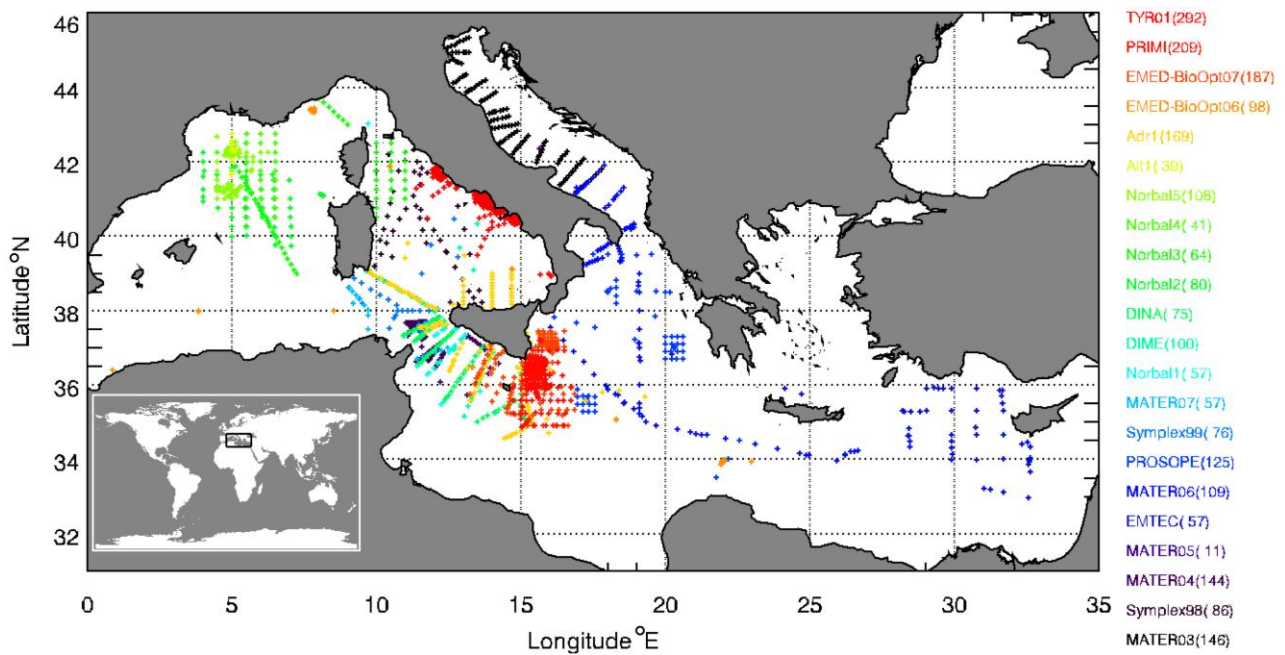 46
44
42
40
38
36
34
32
Latitude°N
0 5 10 15 20 25 30 35
Longitude°E
TYR01(292)
PRIMI(209)
EMED-BioOpt07(187)
EMED-BioOpt06( 98)
Adr1(169)
Alt1( 39)
Norbal5(108)
Norbal4( 41)
Norbal3( 64)
Norbal2( 80)
DINA( 75)
DIME(100)
Norbal1( 57)
MATER07( 57)
Symplex99( 76)
PROSOPE(125)
MATER06(109)
EMTEC( 57)
MATER05( 11)
MATER04(144)
Symplex98( 86)
MATER03(146)